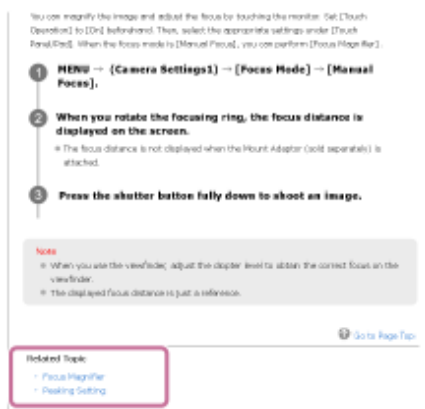 You can magnify the image and adjust the focus by touching the monitor. Set [Touch
Operation] to [On] beforehand. Then, select the appropriate settings under [Touch
Panel/Pad]. When the focus mode is [Manual Focus], you can perform [Focus Magnifier].
1 MENU → (Camera Settings1) → [Focus Mode] → [Manual
Focus].
2 When you rotate the focusing ring, the focus distance is
displayed on the screen.
The focus distance is not displayed when the Mount Adaptor (sold separately) is
attached.
3 Press the shutter button fully down to shoot an image.
Note
When you use the viewfinder, adjust the diopter level to obtain the correct focus on the
viewfinder.
The displayed focus distance is just a reference.
Go to Page Top
Related Topic
Focus Magnifier
Peaking Setting